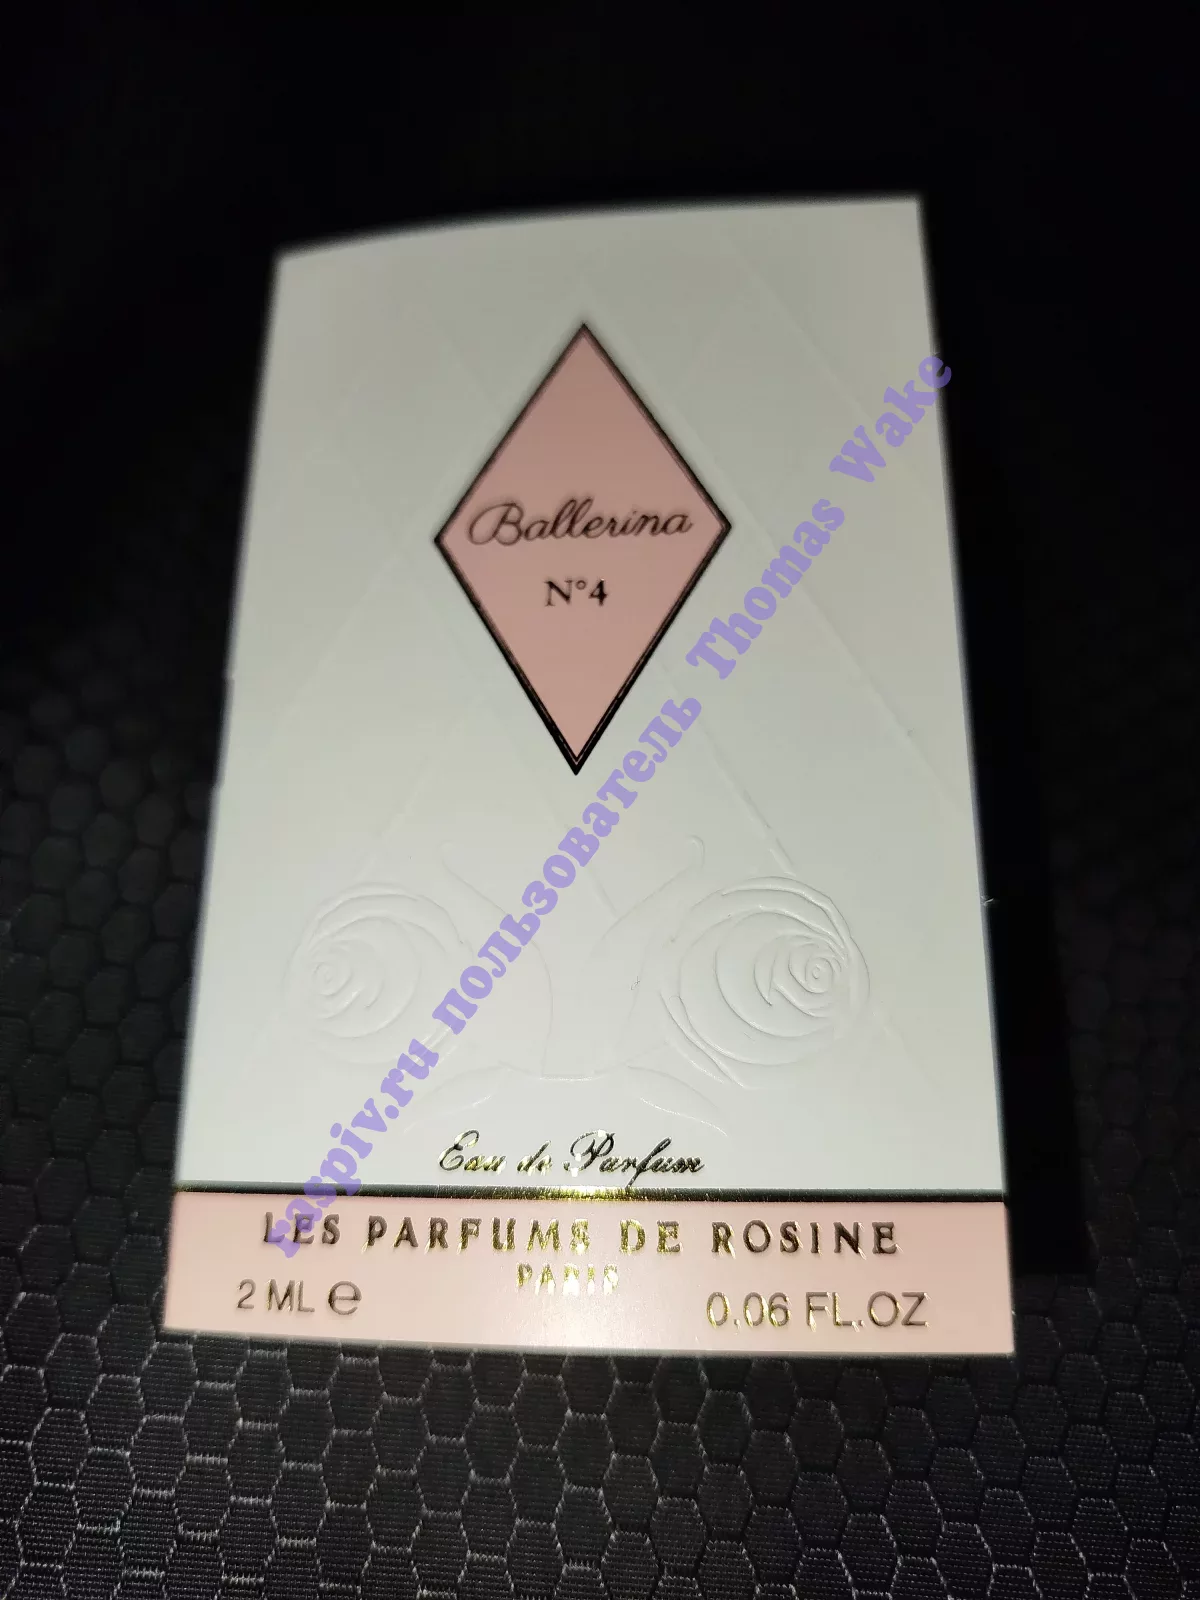 Ballerina
N°4
Eau de Parfum
LES PARFUMS DE ROSINE
PARIS
2 ML ℮
0.06 FL.OZ
raspiv.ru пользователь Thomas Wake